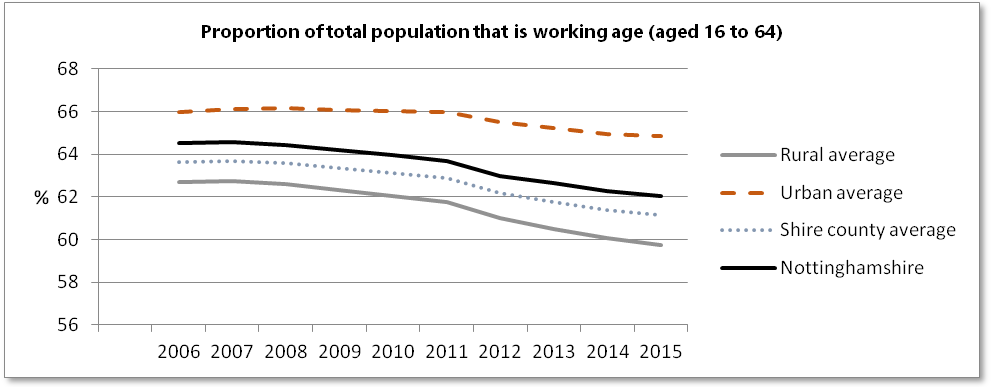 Proportion of total population that is working age (aged 16 to 64)
68
66
64
62
60
58
56
%
2006 2007 2008 2009 2010 2011 2012 2013 2014 2015
Rural average
Urban average
Shire county average
Nottinghamshire